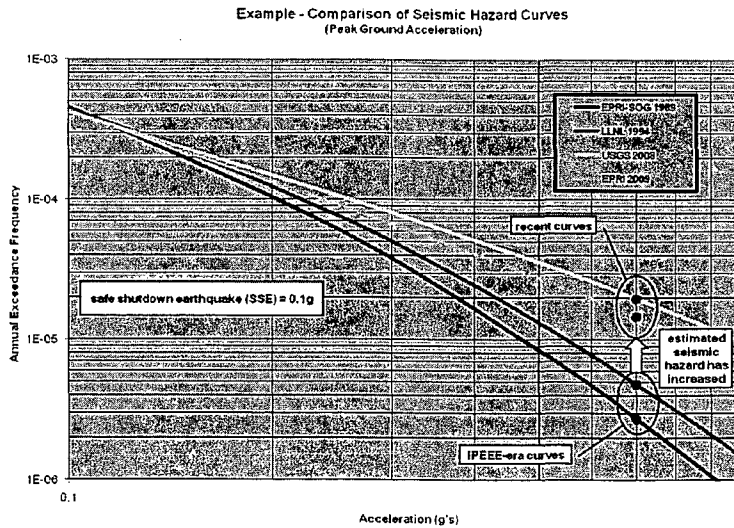 Example - Comparison of Seismic Hazard Curves
(Peak Ground Acceleration)
1E-03
EPRI-SOG 1989
LLNL 1994
USGS 2008
EPRI 2005
Annual Exceedance Frequency
1E-04
recent curves
safe shutdown earthquake (SSE) = 0.1g
1E-05
estimated
seismic
hazard has
increased
IPEEE-era curves
1E-06
0.1
Acceleration (g's)